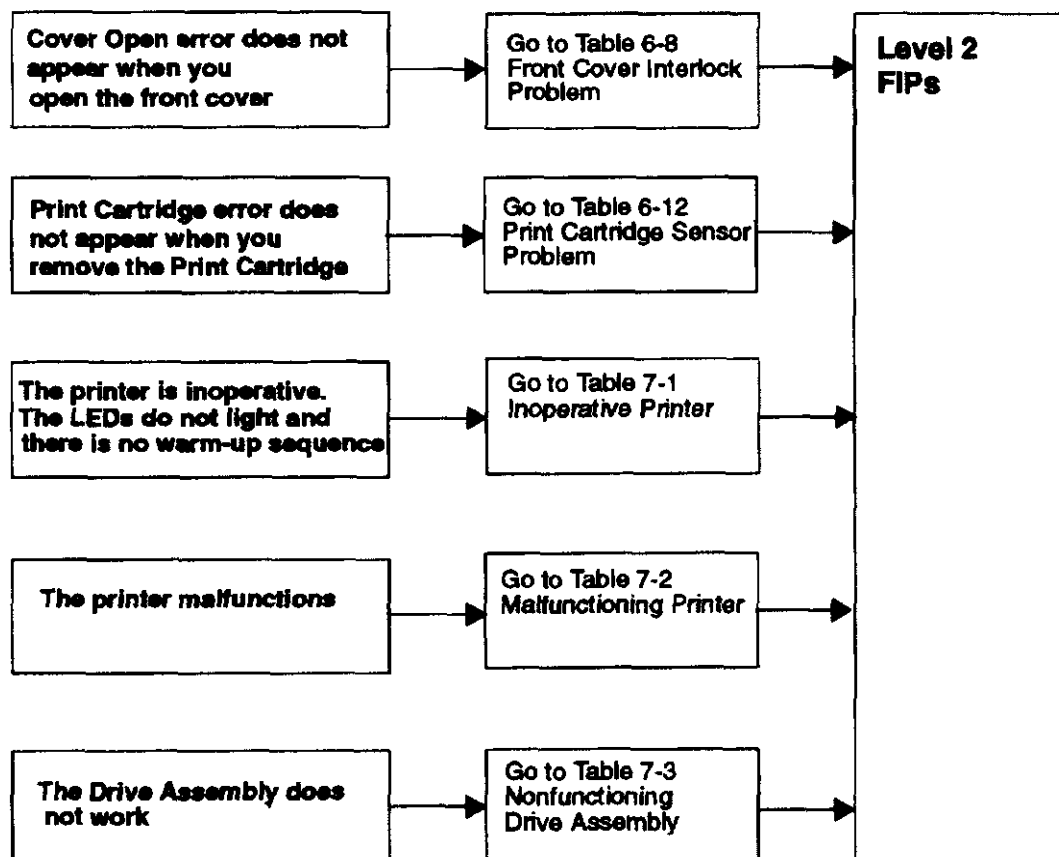 Cover Open error does not
appear when you
open the front cover
Go to Table 6-8
Front Cover Interlock
Problem
Level 2
FIPs
Print Cartridge error does
not appear when you
remove the Print Cartridge
Go to Table 6-12
Print Cartridge Sensor
Problem
The printer is inoperative.
The LEDs do not light and
there is no warm-up sequence
Go to Table 7-1
Inoperative Printer
The printer malfunctions
Go to Table 7-2
Malfunctioning Printer
The Drive Assembly does
not work
Go to Table 7-3
Nonfunctioning
Drive Assembly